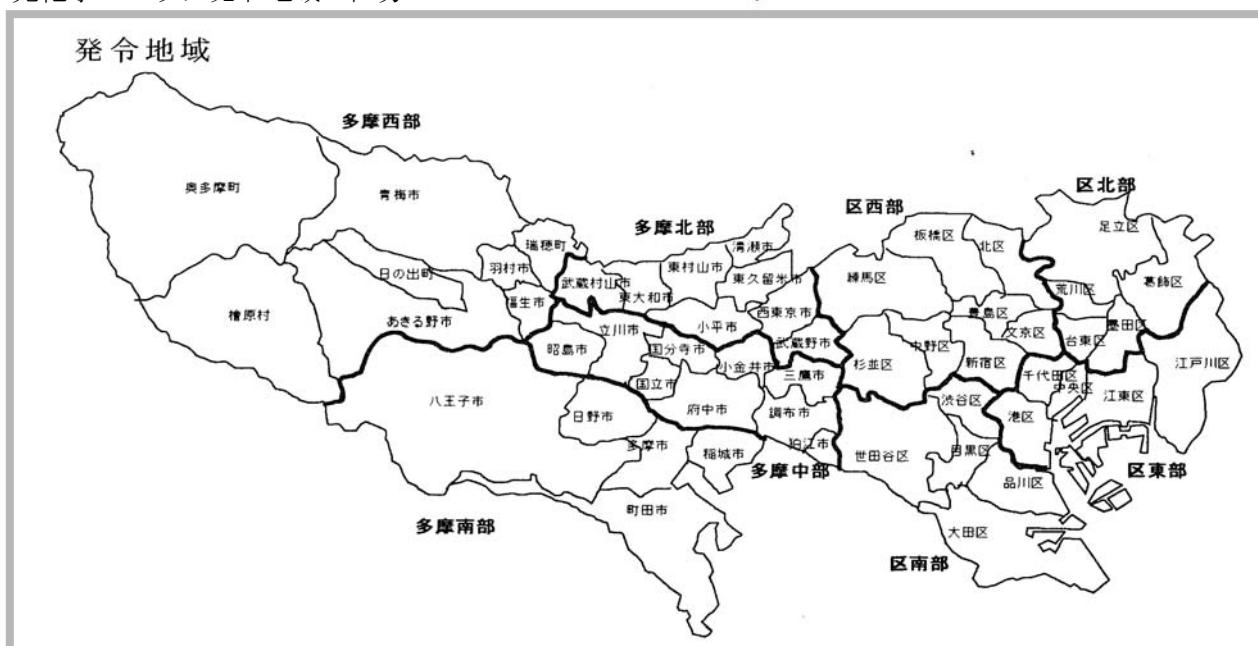 発令地域
多摩西部
奥多摩町
青梅市
瑞穂町
羽村市
日の出町
福生市
檜原村
あきる野市
多摩北部
清瀬市
東村山市
東久留米市
武蔵村山市
東大和市
小平市
西東京市
武蔵野市
区西部
板橋区
北区
練馬区
豊島区
文京区
中野区
杉並区
新宿区
区北部
足立区
葛飾区
荒川区
台東区
墨田区
立川市
昭島市
国分寺市
小金井市
三鷹市
国立市
府中市
調布市
狛江市
多摩中部
八王子市
日野市
多摩市
稲城市
町田市
多摩南部
渋谷区
世田谷区
目黒区
品川区
大田区
区南部
千代田区
中央区
港区
江東区
江戸川区
区東部